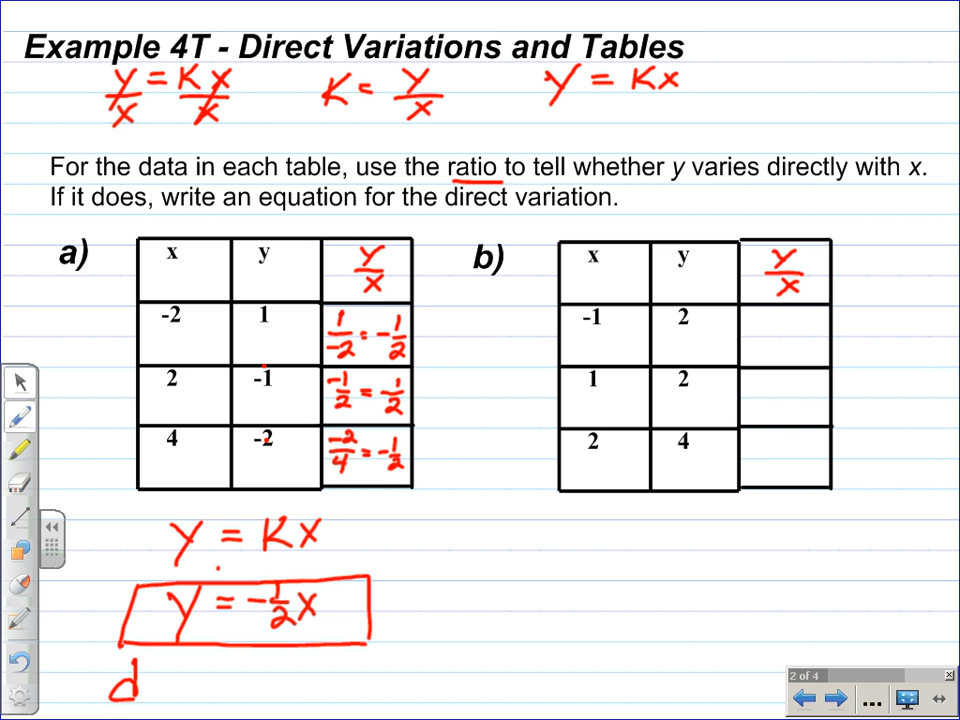 Example 4T - Direct Variations and Tables
y/x = Kx/x K = y/x y = Kx
For the data in each table, use the ratio to tell whether y varies directly with x.
If it does, write an equation for the direct variation.
a)
x y y/x
-2 1 1/-2 = -1/2
2 -1 -1/2 = -1/2
4 -2 -2/4 = -1/2
b)
x y y/x
-1 2
1 2
2 4
y = Kx
y = -1/2x
d
2 of 4